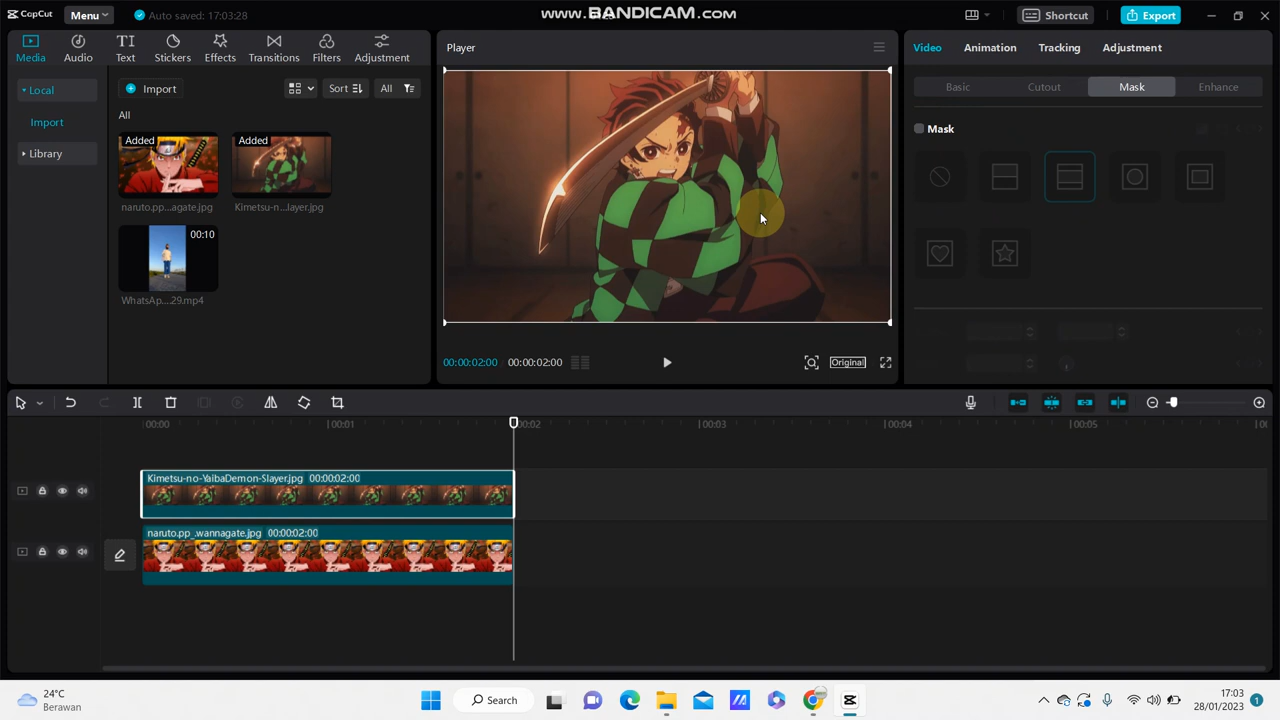 CapCut
Menu
Auto saved: 17:03:28
www.BANDICAM.com
Shortcut
Export
Media
Audio
Text
Stickers
Effects
Transitions
Filters
Adjustment
Local
Import
Library
Import
Sort
All
All
Added
naruto.pp...agate.jpg
Added
Kimetsu-n...layer.jpg
00:10
WhatsAp...29.mp4
Player
00:00:02:00 / 00:00:02:00
Original
Video
Animation
Tracking
Adjustment
Basic
Cutout
Mask
Enhance
Mask
00:00
00:01
00:02
00:03
00:04
00:05
Kimetsu-no-YaibaDemon-Slayer.jpg 00:00:02:00
naruto.pp_.wannagate.jpg 00:00:02:00
24°C
Berawan
Search
17:03
28/01/2023
1